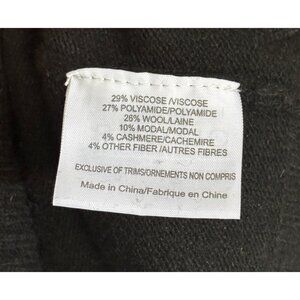 29% VISCOSE /VISCOSE
27% POLYAMIDE/POLYAMIDE
26% WOOL/LAINE
10% MODAL/MODAL
4% CASHMERE/CACHEMIRE
4% OTHER FIBER /AUTRES FIBRES
EXCLUSIVE OF TRIMS/ORNEMENTS NON COMPRIS
Made in China/Fabrique en Chine